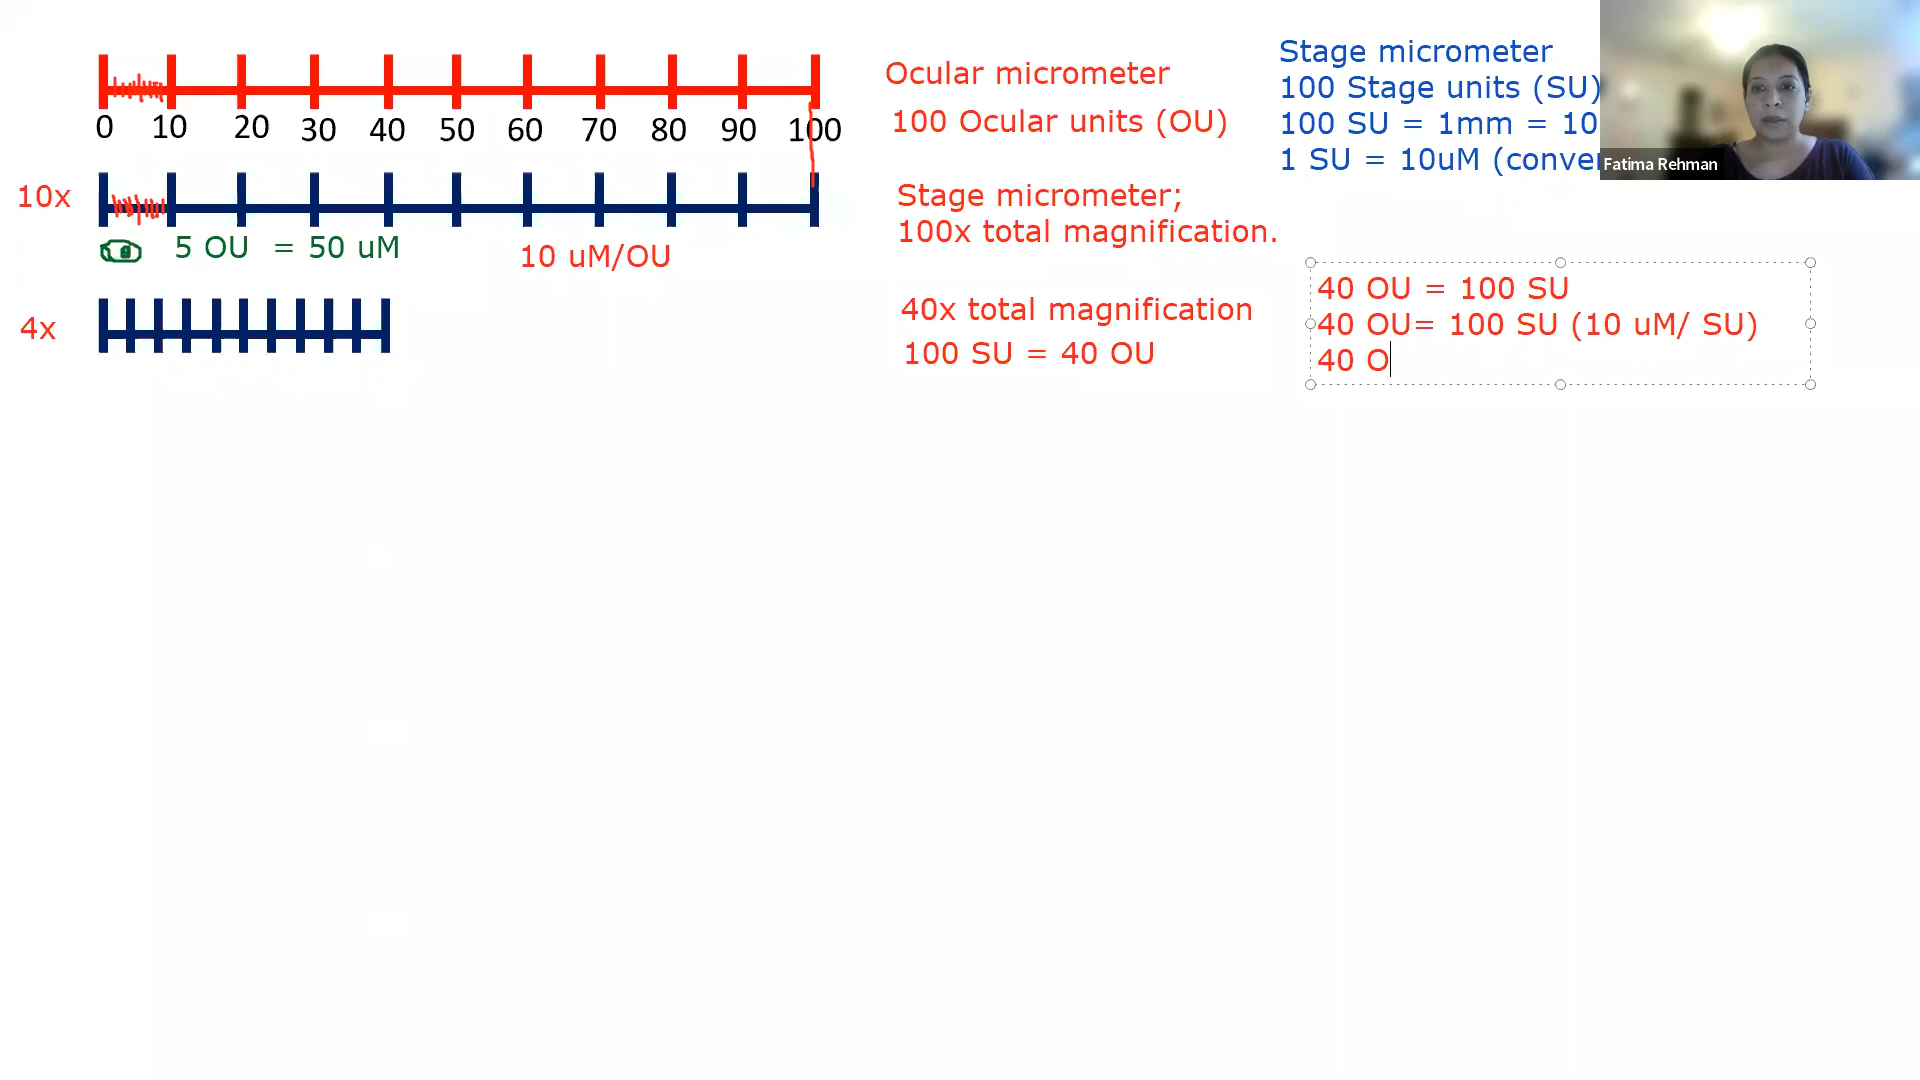 0 10 20 30 40 50 60 70 80 90 100
Ocular micrometer
100 Ocular units (OU)
Stage micrometer
100 Stage units (SU)
100 SU = 1mm = 10
1 SU = 10uM (conver
Fatima Rehman
10x
Stage micrometer;
100x total magnification.
5 OU = 50 uM
10 uM/OU
4x
40x total magnification
100 SU = 40 OU
40 OU = 100 SU
40 OU= 100 SU (10 uM/ SU)
40 O